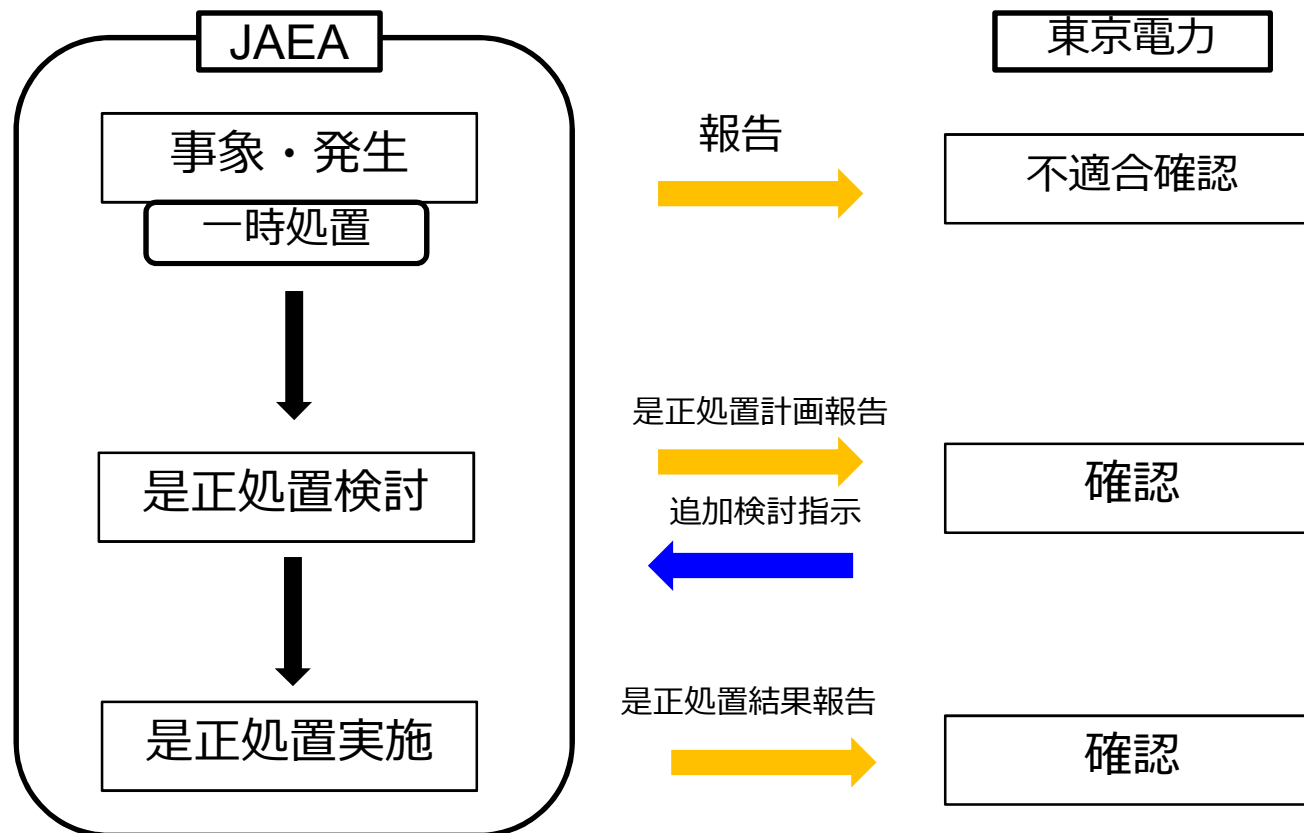 JAEA
東京電力
事象・発生
一時処置
報告
不適合確認
是正処置計画報告
是正処置検討
追加検討指示
確認
是正処置結果報告
是正処置実施
確認